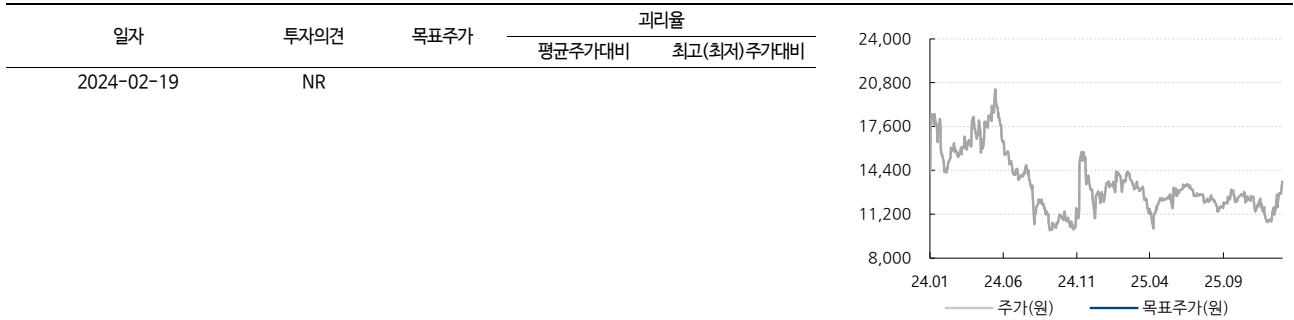 일자 투자의견 목표주가 괴리율
평균주가대비 최고(최저)주가대비
2024-02-19 NR
24,000
20,800
17,600
14,400
11,200
8,000
24.01 24.06 24.11 25.04 25.09
주가(원) 목표주가(원)